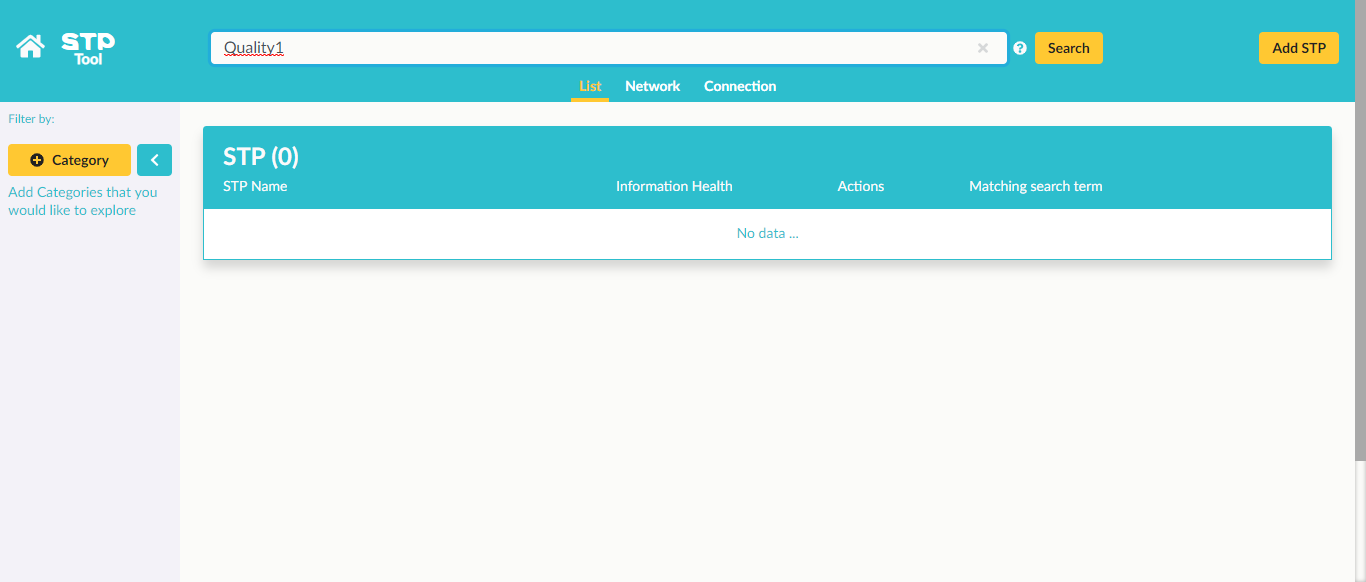 STP
Tool
Quality1
Search
Add STP
List Network Connection
Filter by:
Category
Add Categories that you
would like to explore
STP (0)
STP Name Information Health Actions Matching search term
No data ...